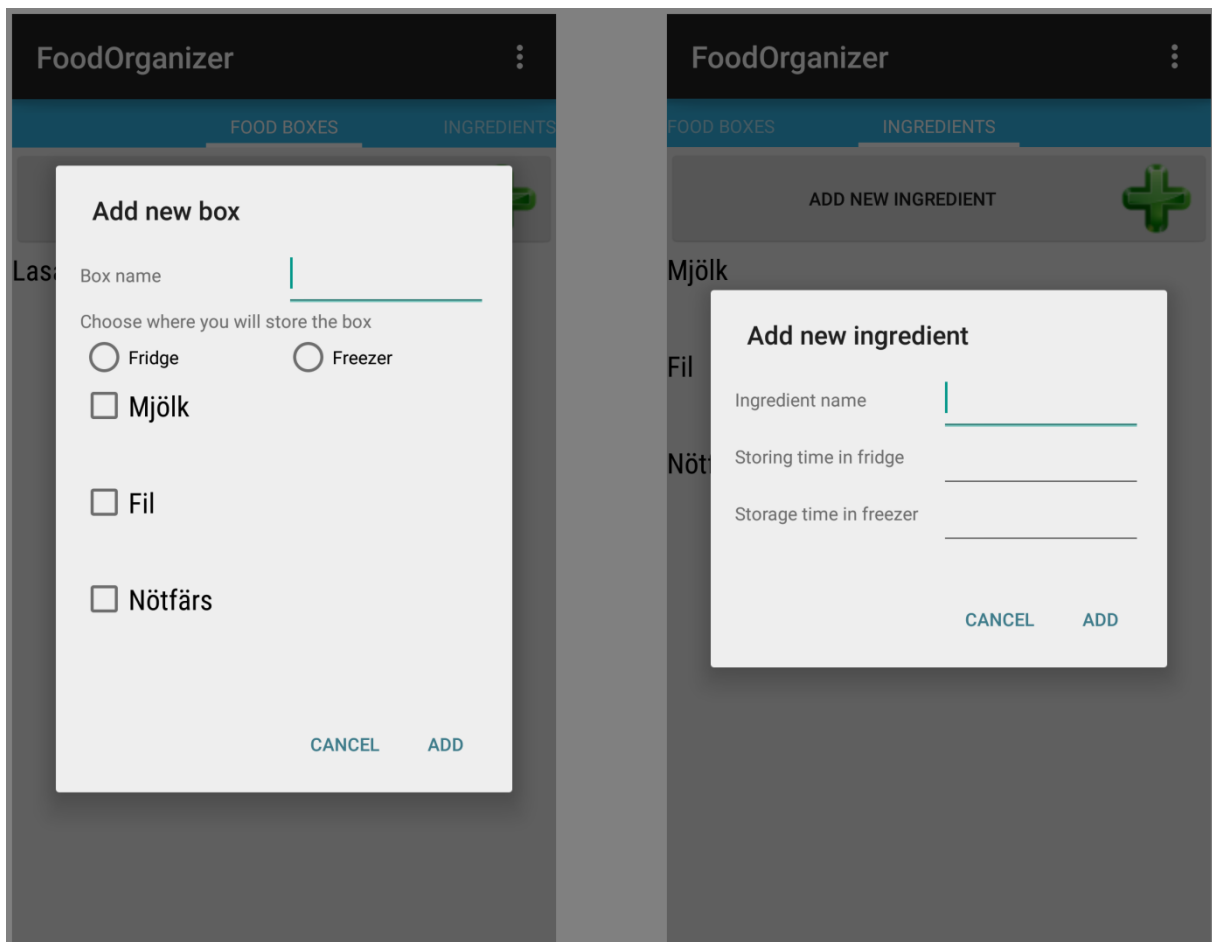 FoodOrganizer
FOOD BOXES INGREDIENTS
Add new box
Box name
Choose where you will store the box
Fridge Freezer
Mjölk
Fil
Nötfärs
CANCEL ADD
FoodOrganizer
FOOD BOXES INGREDIENTS
ADD NEW INGREDIENT
Mjölk
Fil
Add new ingredient
Ingredient name
Storing time in fridge
Storage time in freezer
CANCEL ADD